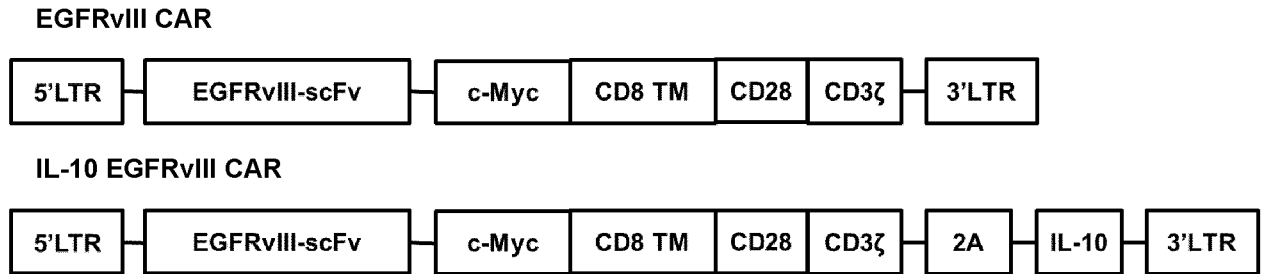 EGFRvIII CAR
5'LTR EGFRvIII-scFv c-Myc CD8 TM CD28 CD3ζ 3'LTR
IL-10 EGFRvIII CAR
5'LTR EGFRvIII-scFv c-Myc CD8 TM CD28 CD3ζ 2A IL-10 3'LTR